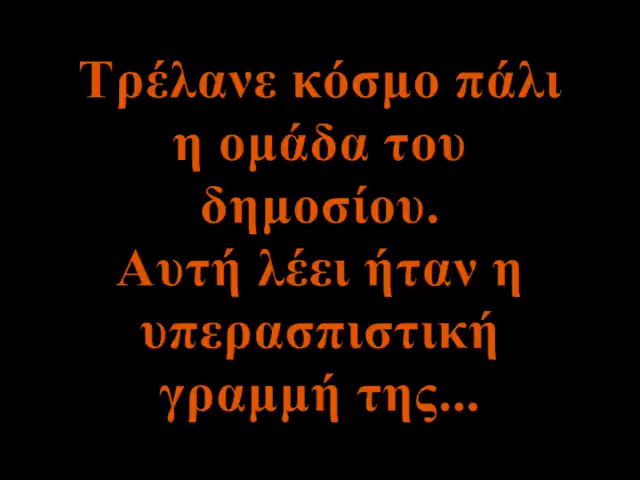 Τρέλανε κόσμο πάλι
η ομάδα του
δημοσίου.
Αυτή λέει ήταν η
υπερασπιστική
γραμμή της...